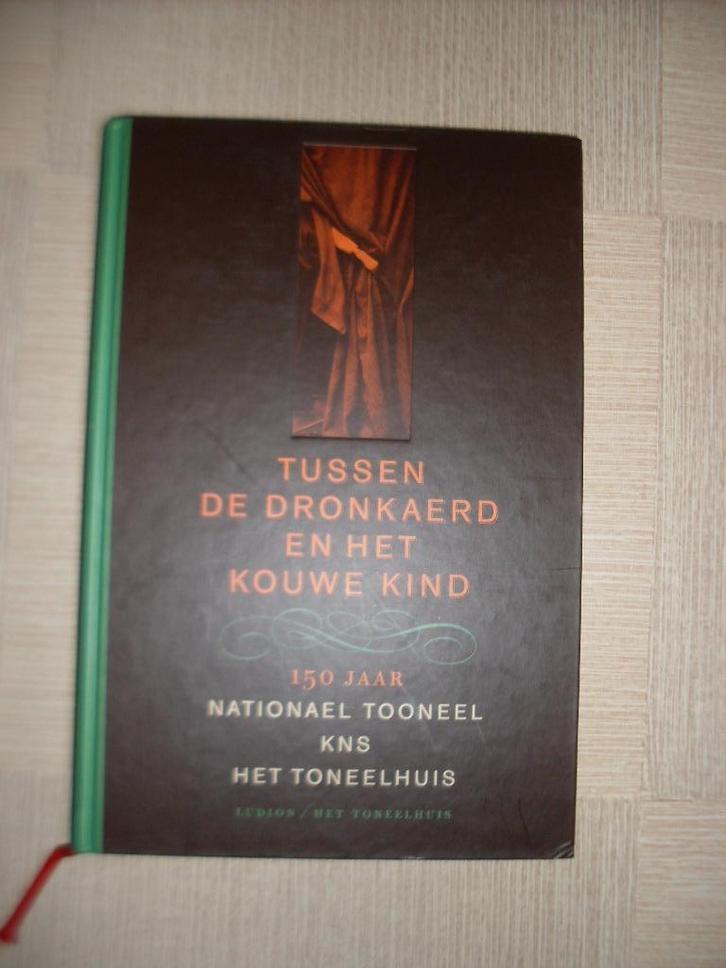 TUSSEN
DE DRONKAERD
EN HET
KOUWE KIND
150 JAAR
NATIONAEL TOONEEL
KNS
HET TONEELHUIS
LUDION / HET TONEELHUIS